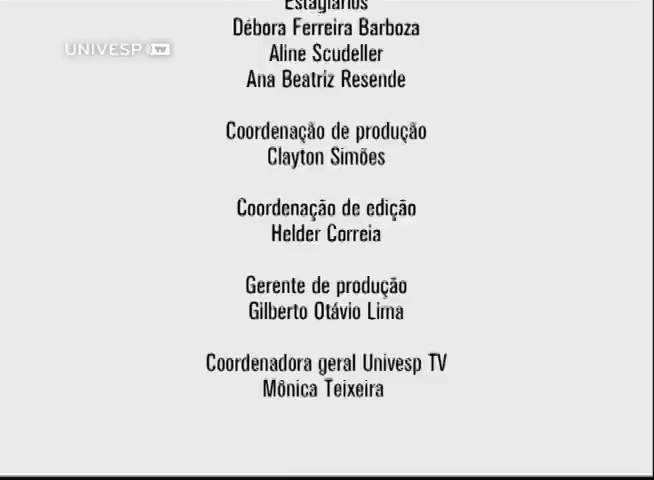 Estagiários
Débora Ferreira Barboza
UNIVESP TV
Aline Scudeller
Ana Beatriz Resende
Coordenação de produção
Clayton Simões
Coordenação de edição
Helder Correia
Gerente de produção
Gilberto Otávio Lima
Coordenadora geral Univesp TV
Mônica Teixeira